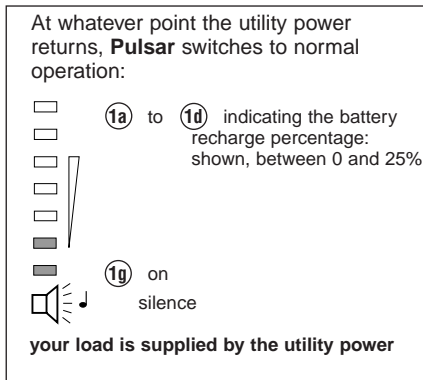 At whatever point the utility power
returns, Pulsar switches to normal
operation:
1a to 1d indicating the battery
recharge percentage:
shown, between 0 and 25%
1g on
silence
your load is supplied by the utility power